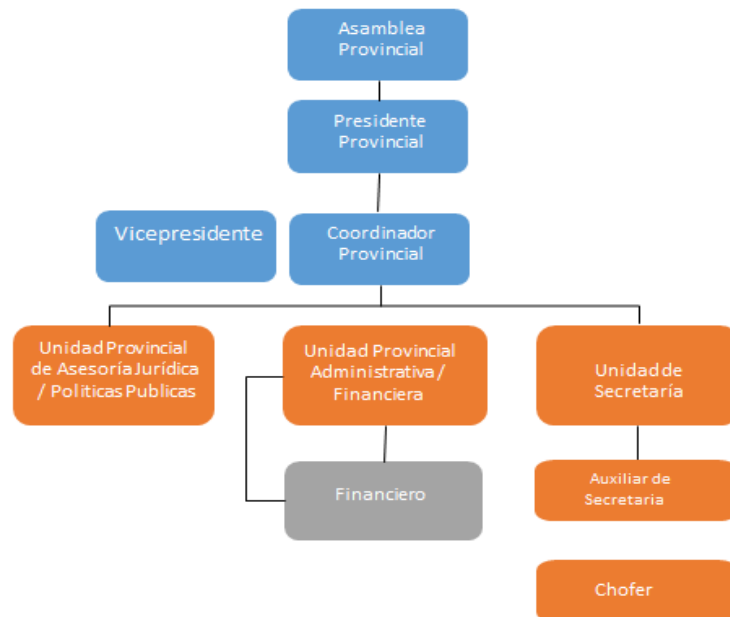 Asamblea
Provincial
Presidente
Provincial
Vicepresidente
Coordinador
Provincial
Unidad Provincial
de Asesoría Jurídica
/ Politicas Publicas
Unidad Provincial
Administrativa /
Financiera
Unidad de
Secretaría
Financiero
Auxiliar de
Secretaria
Chofer